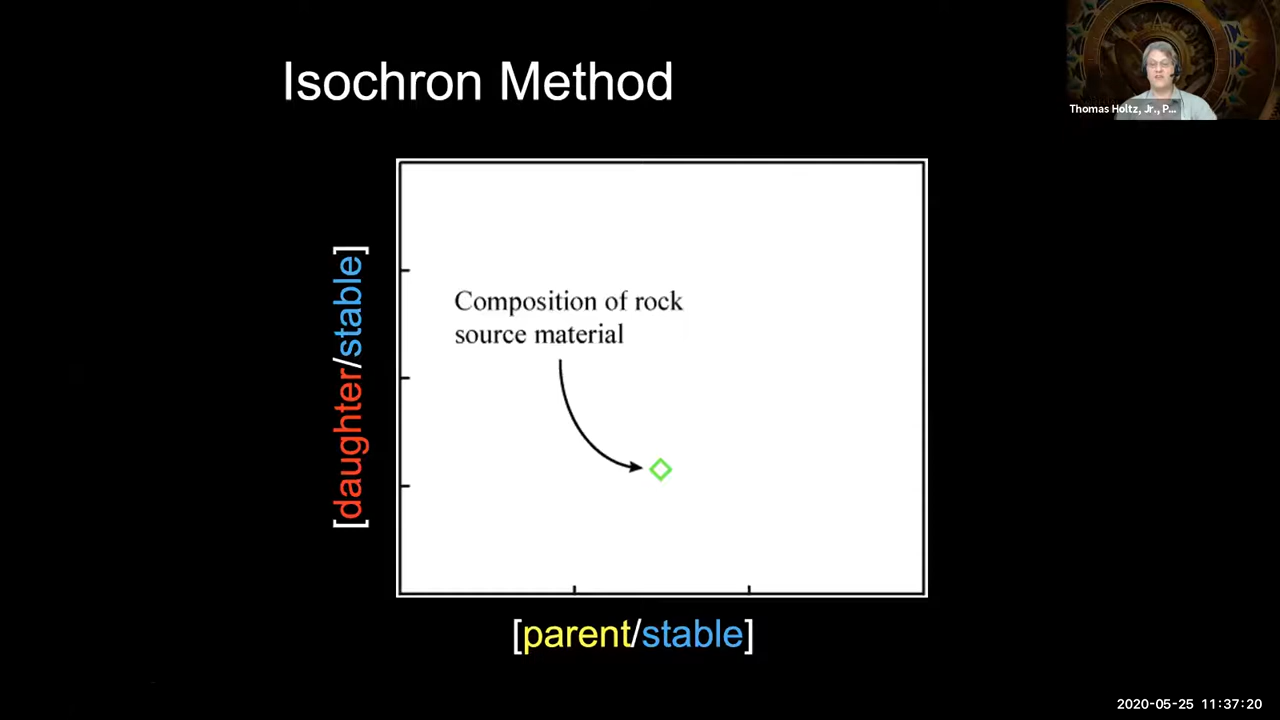 Isochron Method
Thomas Holtz, Jr., P...
Composition of rock
source material
[daughter/stable]
[parent/stable]
2020-05-25 11:37:20